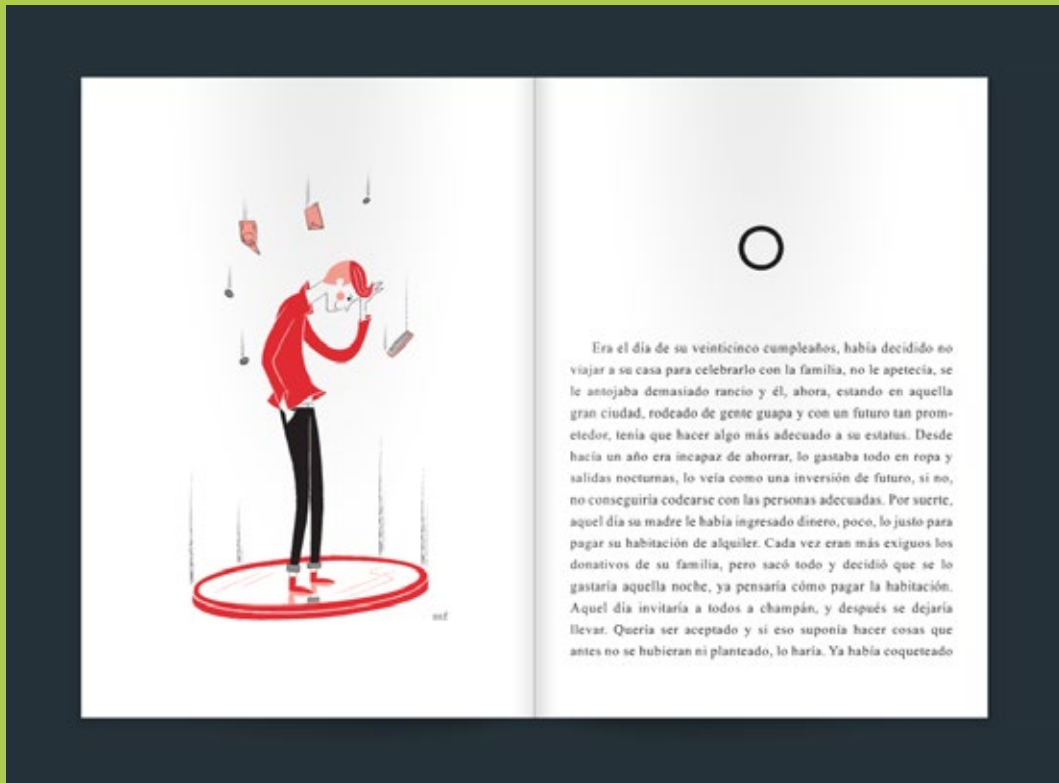 mf
O
Era el día de su veinticinco cumpleaños, había decidido no
viajar a su casa para celebrarlo con la familia, no le apetecía, se
le antojaba demasiado rancio y él, ahora, estando en aquella
gran ciudad, rodeado de gente guapa y con un futuro tan prom-
etedor, tenía que hacer algo más adecuado a su estatus. Desde
hacía un año era incapaz de ahorrar, lo gastaba todo en ropa y
salidas nocturnas, lo veía como una inversión de futuro, si no,
no conseguiría codearse con las personas adecuadas. Por suerte,
aquel día su madre le había ingresado dinero, poco, lo justo para
pagar su habitación de alquiler. Cada vez eran más exiguos los
donativos de su familia, pero sacó todo y decidió que se lo
gastaría aquella noche, ya pensaría cómo pagar la habitación.
Aquel día invitaría a todos a champán, y después se dejaría
llevar. Quería ser aceptado y si eso suponía hacer cosas que
antes no se hubieran ni planteado, lo haría. Ya había coqueteado